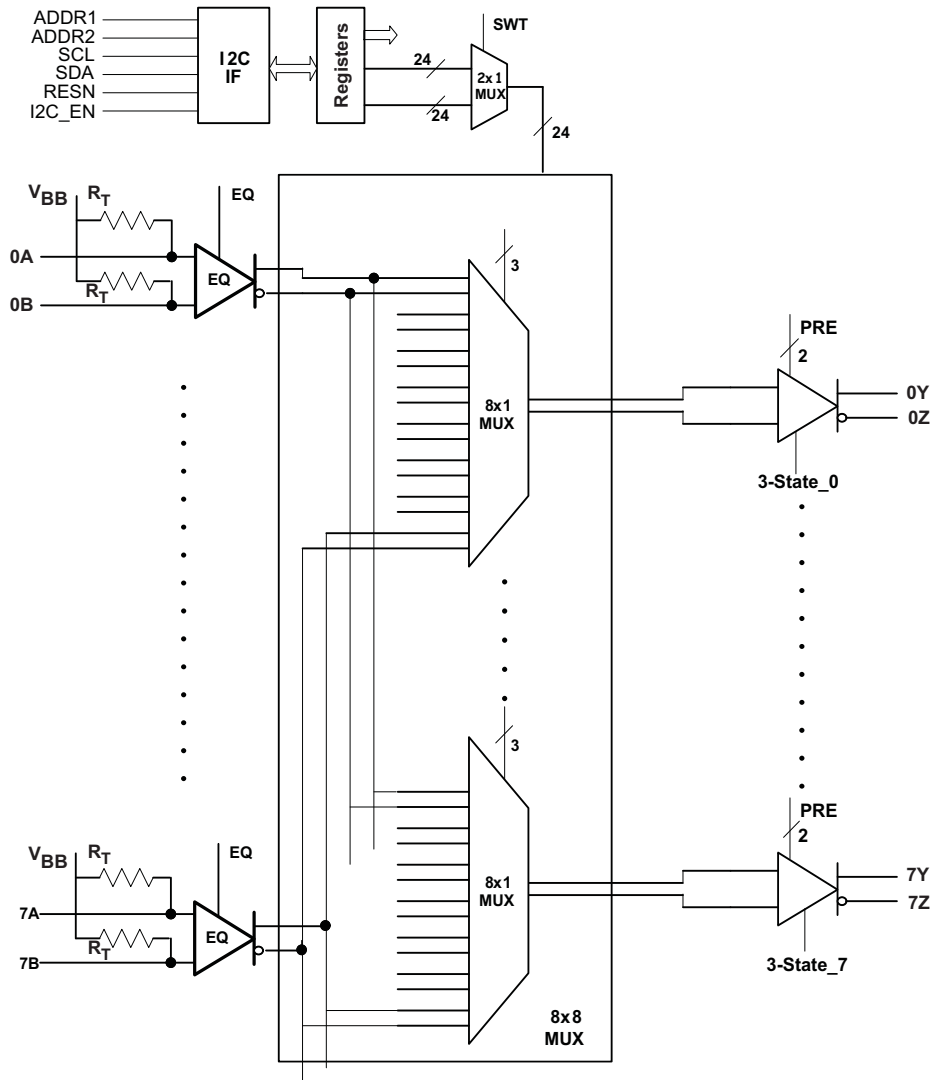 ADDR1
ADDR2
SCL
SDA
RESN
I2C_EN
I2C
IF
Registers
24
24
SWT
2x1
MUX
24
VBB
RT
EQ
0A
EQ
RT
0B
3
8x1
MUX
PRE
2
0Y
0Z
3-State_0
3
VBB
RT
EQ
7A
EQ
RT
7B
8x1
MUX
PRE
2
7Y
7Z
3-State_7
8x8
MUX